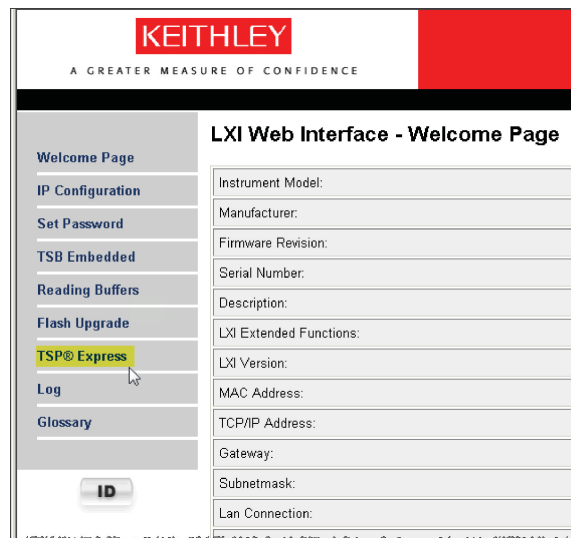 KEITHLEY
A GREATER MEASURE OF CONFIDENCE
LXI Web Interface - Welcome Page
Welcome Page
IP Configuration
Set Password
TSB Embedded
Reading Buffers
Flash Upgrade
TSP® Express
Log
Glossary
ID
Instrument Model:
Manufacturer:
Firmware Revision:
Serial Number:
Description:
LXI Extended Functions:
LXI Version:
MAC Address:
TCP/IP Address:
Gateway:
Subnetmask:
Lan Connection: